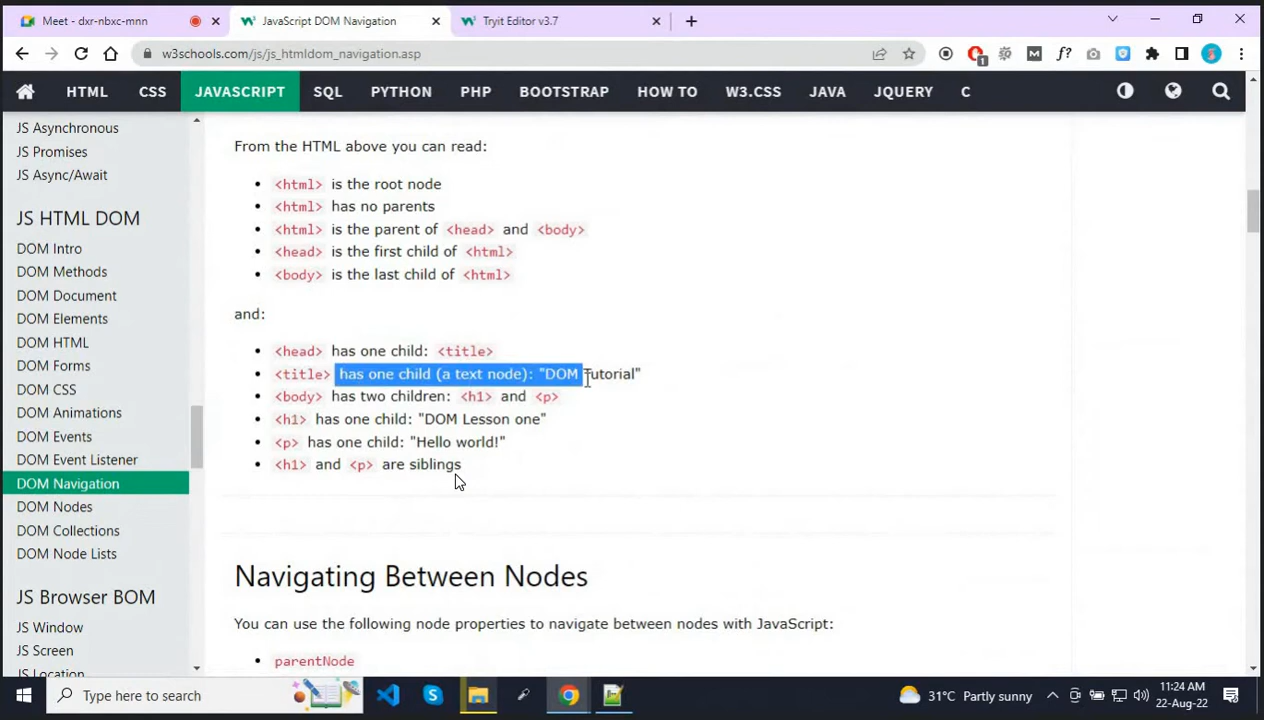 Meet - dxr-nbxc-mnn
JavaScript DOM Navigation
Tryit Editor v3.7
w3schools.com/js/js_htmldom_navigation.asp
HTML CSS JAVASCRIPT SQL PYTHON PHP BOOTSTRAP HOW TO W3.CSS JAVA JQUERY C
JS Asynchronous
JS Promises
JS Async/Await
JS HTML DOM
DOM Intro
DOM Methods
DOM Document
DOM Elements
DOM HTML
DOM Forms
DOM CSS
DOM Animations
DOM Events
DOM Event Listener
DOM Navigation
DOM Nodes
DOM Collections
DOM Node Lists
JS Browser BOM
JS Window
JS Screen
JS Location
From the HTML above you can read:
<html> is the root node
<html> has no parents
<html> is the parent of <head> and <body>
<head> is the first child of <html>
<body> is the last child of <html>
and:
<head> has one child: <title>
<title> has one child (a text node): "DOM Tutorial"
<body> has two children: <h1> and <p>
<h1> has one child: "DOM Lesson one"
<p> has one child: "Hello world!"
<h1> and <p> are siblings
Navigating Between Nodes
You can use the following node properties to navigate between nodes with JavaScript:
parentNode
Type here to search
31°C Partly sunny
11:24 AM
22-Aug-22